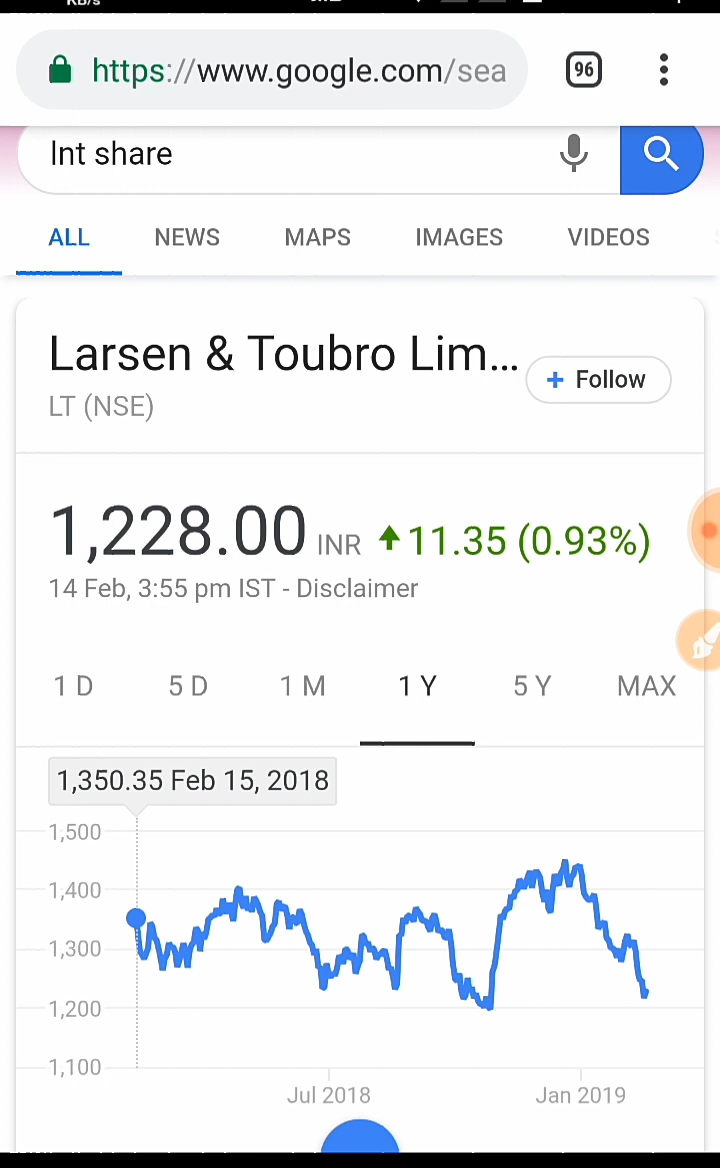 KB/s
https://www.google.com/sea
96
lnt share
ALL NEWS MAPS IMAGES VIDEOS
Larsen & Toubro Lim...
+ Follow
LT (NSE)
1,228.00 INR ↑11.35 (0.93%)
14 Feb, 3:55 pm IST - Disclaimer
1 D 5 D 1 M 1 Y 5 Y MAX
1,350.35 Feb 15, 2018
1,500
1,400
1,300
1,200
1,100
Jul 2018 Jan 2019